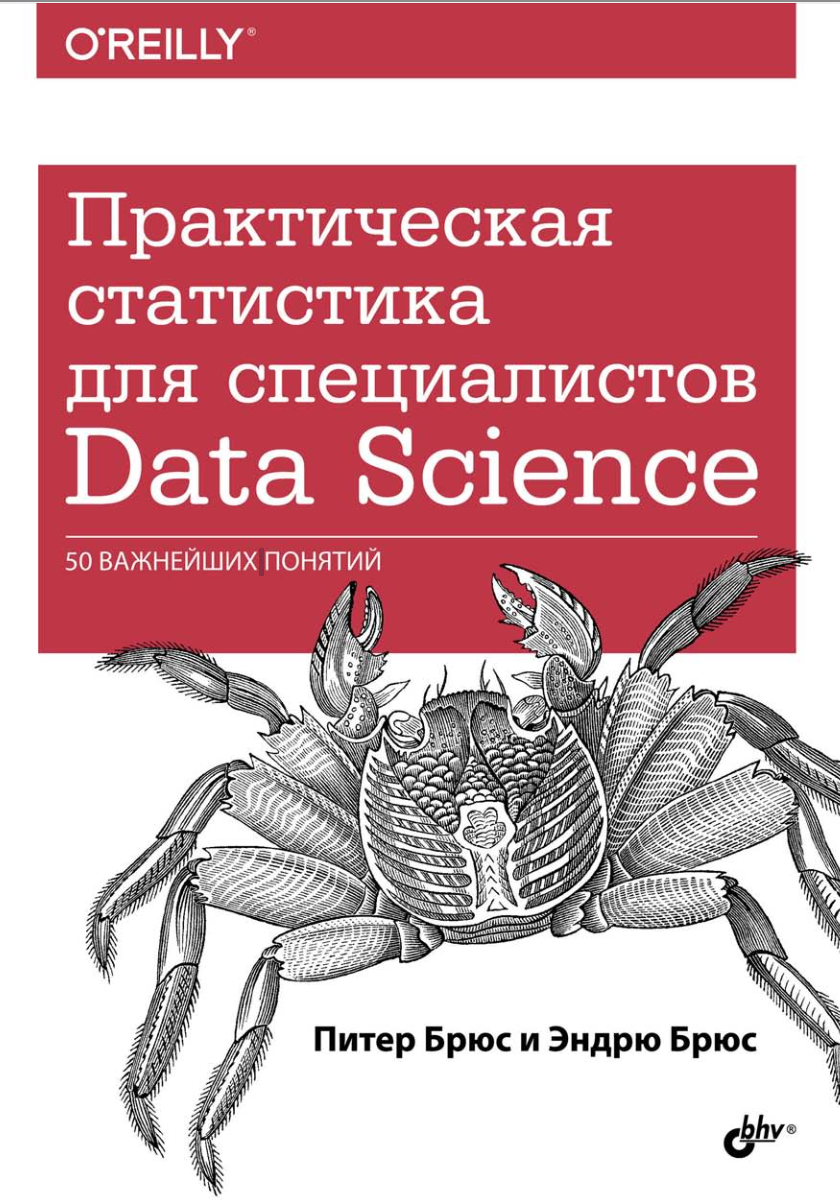 O'REILLY®
Практическая
статистика
для специалистов
Data Science
50 ВАЖНЕЙШИХ|ПОНЯТИЙ
Питер Брюс и Эндрю Брюс
bhv®